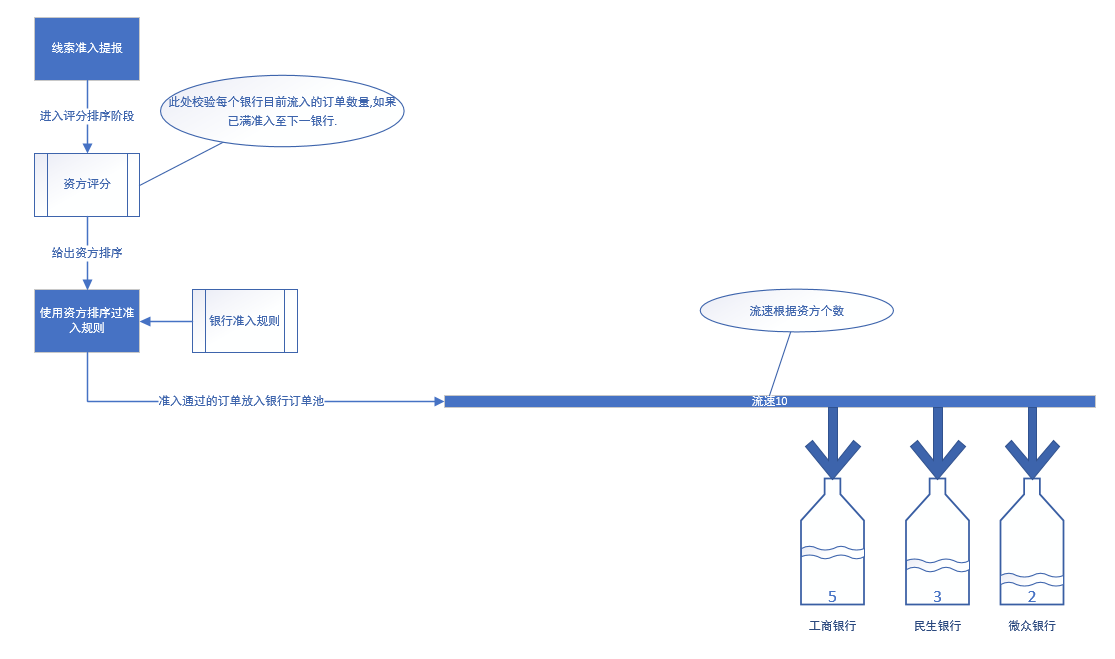 线索准入提报
进入评分排序阶段
此处校验每个银行目前流入的订单数量,如果
已满准入至下一银行.
资方评分
给出资方排序
使用资方排序过准
入规则
银行准入规则
流速根据资方个数
准入通过的订单放入银行订单池
流速10
5
3
2
工商银行
民生银行
微众银行